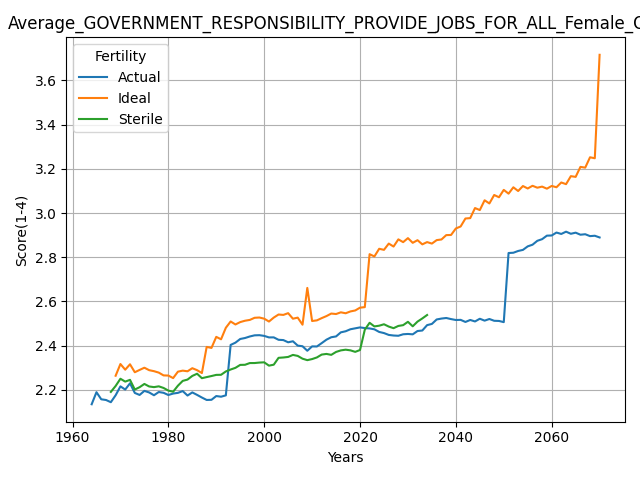 Average_GOVERNMENT_RESPONSIBILITY_PROVIDE_JOBS_FOR_ALL_Female_
Fertility
Actual
Ideal
Sterile
Score(1-4)
3.6
3.4
3.2
3.0
2.8
2.6
2.4
2.2
1960 1980 2000 2020 2040 2060
Years